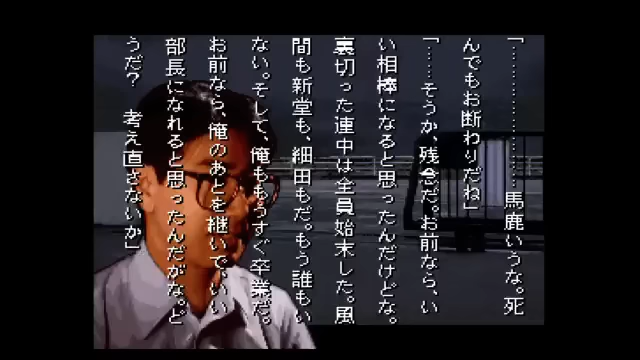 「………………………馬鹿いうな。死
んでもお断わりだね」
「……そうか、残念だ。お前なら、い
い相棒になると思ったんだけどな。
裏切った連中は全員始末した。風
間も新堂も、細田もだ。もう誰もい
ない。そして、俺ももうすぐ卒業だ。
お前なら、俺のあとを継いで、いい
部長になれると思ったんだがな。ど
うだ？　考え直さないか」